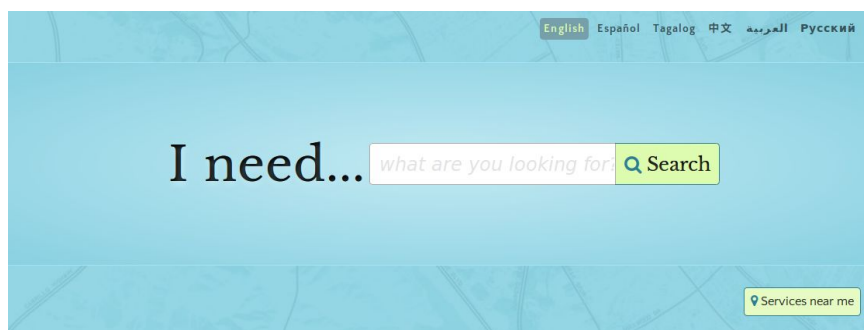 English Español Tagalog 中文 العربية Русский
I need... what are you looking for? Search
Services near me